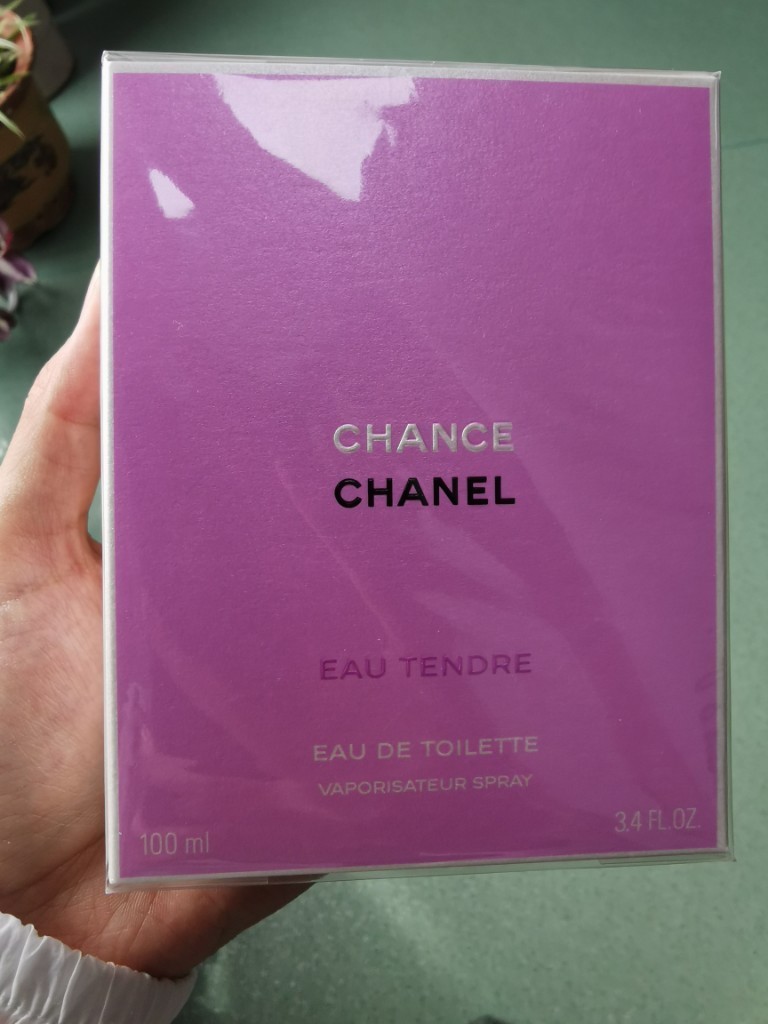 CHANCE
CHANEL
EAU TENDRE
EAU DE TOILETTE
VAPORISATEUR SPRAY
100 ml
3.4 FL.OZ.